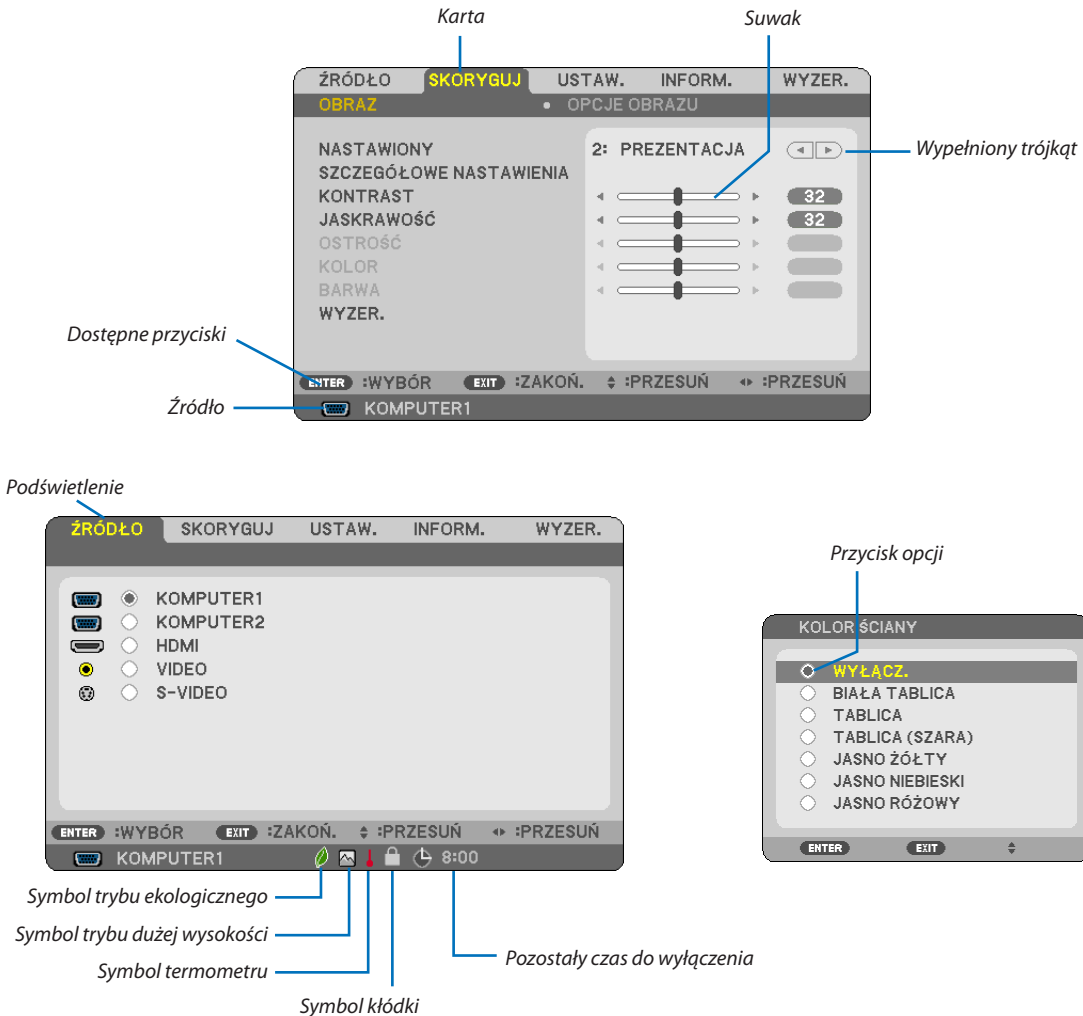 Karta
Suwak
ŹRÓDŁO SKORYGUJ USTAW. INFORM. WYZER.
OBRAZ • OPCJE OBRAZU
NASTAWIONY 2: PREZENTACJA
Wypełniony trójkąt
SZCZEGÓŁOWE NASTAWIENIA
KONTRAST 32
JASKRAWOŚĆ 32
OSTROŚĆ
KOLOR
BARWA
WYZER.
Dostępne przyciski
ENTER :WYBÓR EXIT :ZAKOŃ. :PRZESUŃ :PRZESUŃ
Źródło
KOMPUTER1
Podświetlenie
ŹRÓDŁO SKORYGUJ USTAW. INFORM. WYZER.
KOMPUTER1
KOMPUTER2
HDMI
VIDEO
S-VIDEO
ENTER :WYBÓR EXIT :ZAKOŃ. :PRZESUŃ :PRZESUŃ
KOMPUTER1 8:00
Przycisk opcji
KOLOR ŚCIANY
WYŁĄCZ.
BIAŁA TABLICA
TABLICA
TABLICA (SZARA)
JASNO ŻÓŁTY
JASNO NIEBIESKI
JASNO RÓŻOWY
ENTER EXIT
Symbol trybu ekologicznego
Symbol trybu dużej wysokości
Symbol termometru
Symbol kłódki
Pozostały czas do wyłączenia